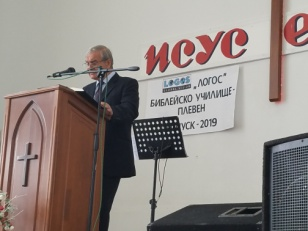 ИСУС е
LOGOS „ЛОГОС"
БИБЛЕЙСКО УЧИЛИЩЕ-
ПЛЕВЕН
УСК - 2019